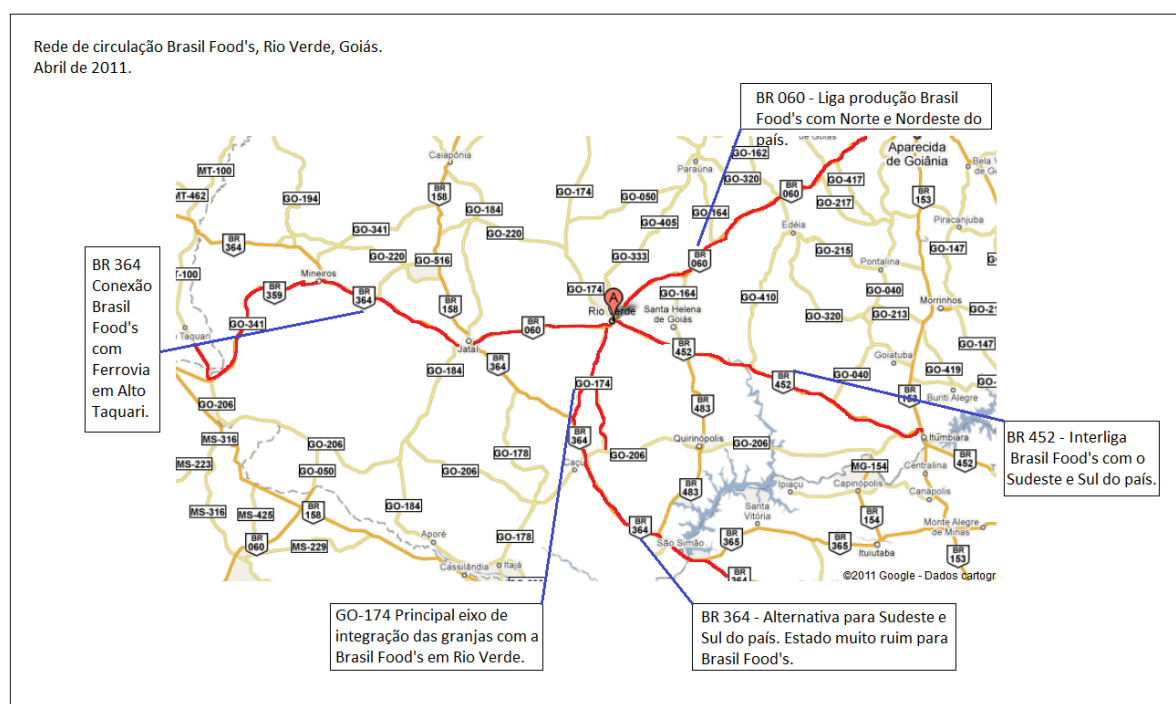 Rede de circulação Brasil Food's, Rio Verde, Goiás.
Abril de 2011.
BR 060 - Liga produção Brasil
Food's com Norte e Nordeste do
país.
BR 364
Conexão
Brasil
Food's
com
Ferrovia
em Alto
Taquari.
BR 452 - Interliga
Brasil Food's com o
Sudeste e Sul do país.
GO-174 Principal eixo de
integração das granjas com a
Brasil Food's em Rio Verde.
BR 364 - Alternativa para Sudeste e
Sul do país. Estado muito ruim para
Brasil Food's.
MT-100
Caiapônia
Paraúna
GO-162
Aparecida
de Goiânia
GO-320
GO-417
MT-462
GO-194
BR
158
GO-174
GO-050
BR
060
GO-217
BR
153
GO-184
GO-405
GO-164
Piracanjuba
GO-341
GO-220
Edéia
BR
364
GO-220
GO-516
GO-333
BR
060
GO-215
GO-147
Pontalina
Mineiros
BR
359
BR
364
BR
158
GO-174
A
Rio Verde
GO-164
Santa Helena
de Goiás
GO-410
GO-040
Morrinhos
GO-320
GO-213
GO-341
BR
060
Jataí
BR
452
GO-147
Goiatuba
GO-184
BR
364
GO-174
BR
452
GO-040
GO-419
BR
153
Buriti Alegre
GO-206
BR
483
MS-316
GO-206
BR
364
GO-206
Quirinópolis
GO-206
Itumbiara
MS-223
GO-050
GO-206
GO-178
Caçu
MG-154
Centralina
BR
452
Ipiaçu
Capinópolis
Canápolis
BR
483
MS-316
MS-425
BR
158
GO-184
Santa
Vitória
BR
154
Monte Alegre
de Minas
BR
364
BR
060
MS-229
Aporé
GO-178
São Simão
BR
365
BR
365
Ituiutaba
BR
153
Cassilândia
Itajá
BR
364
©2011 Google - Dados cartogr